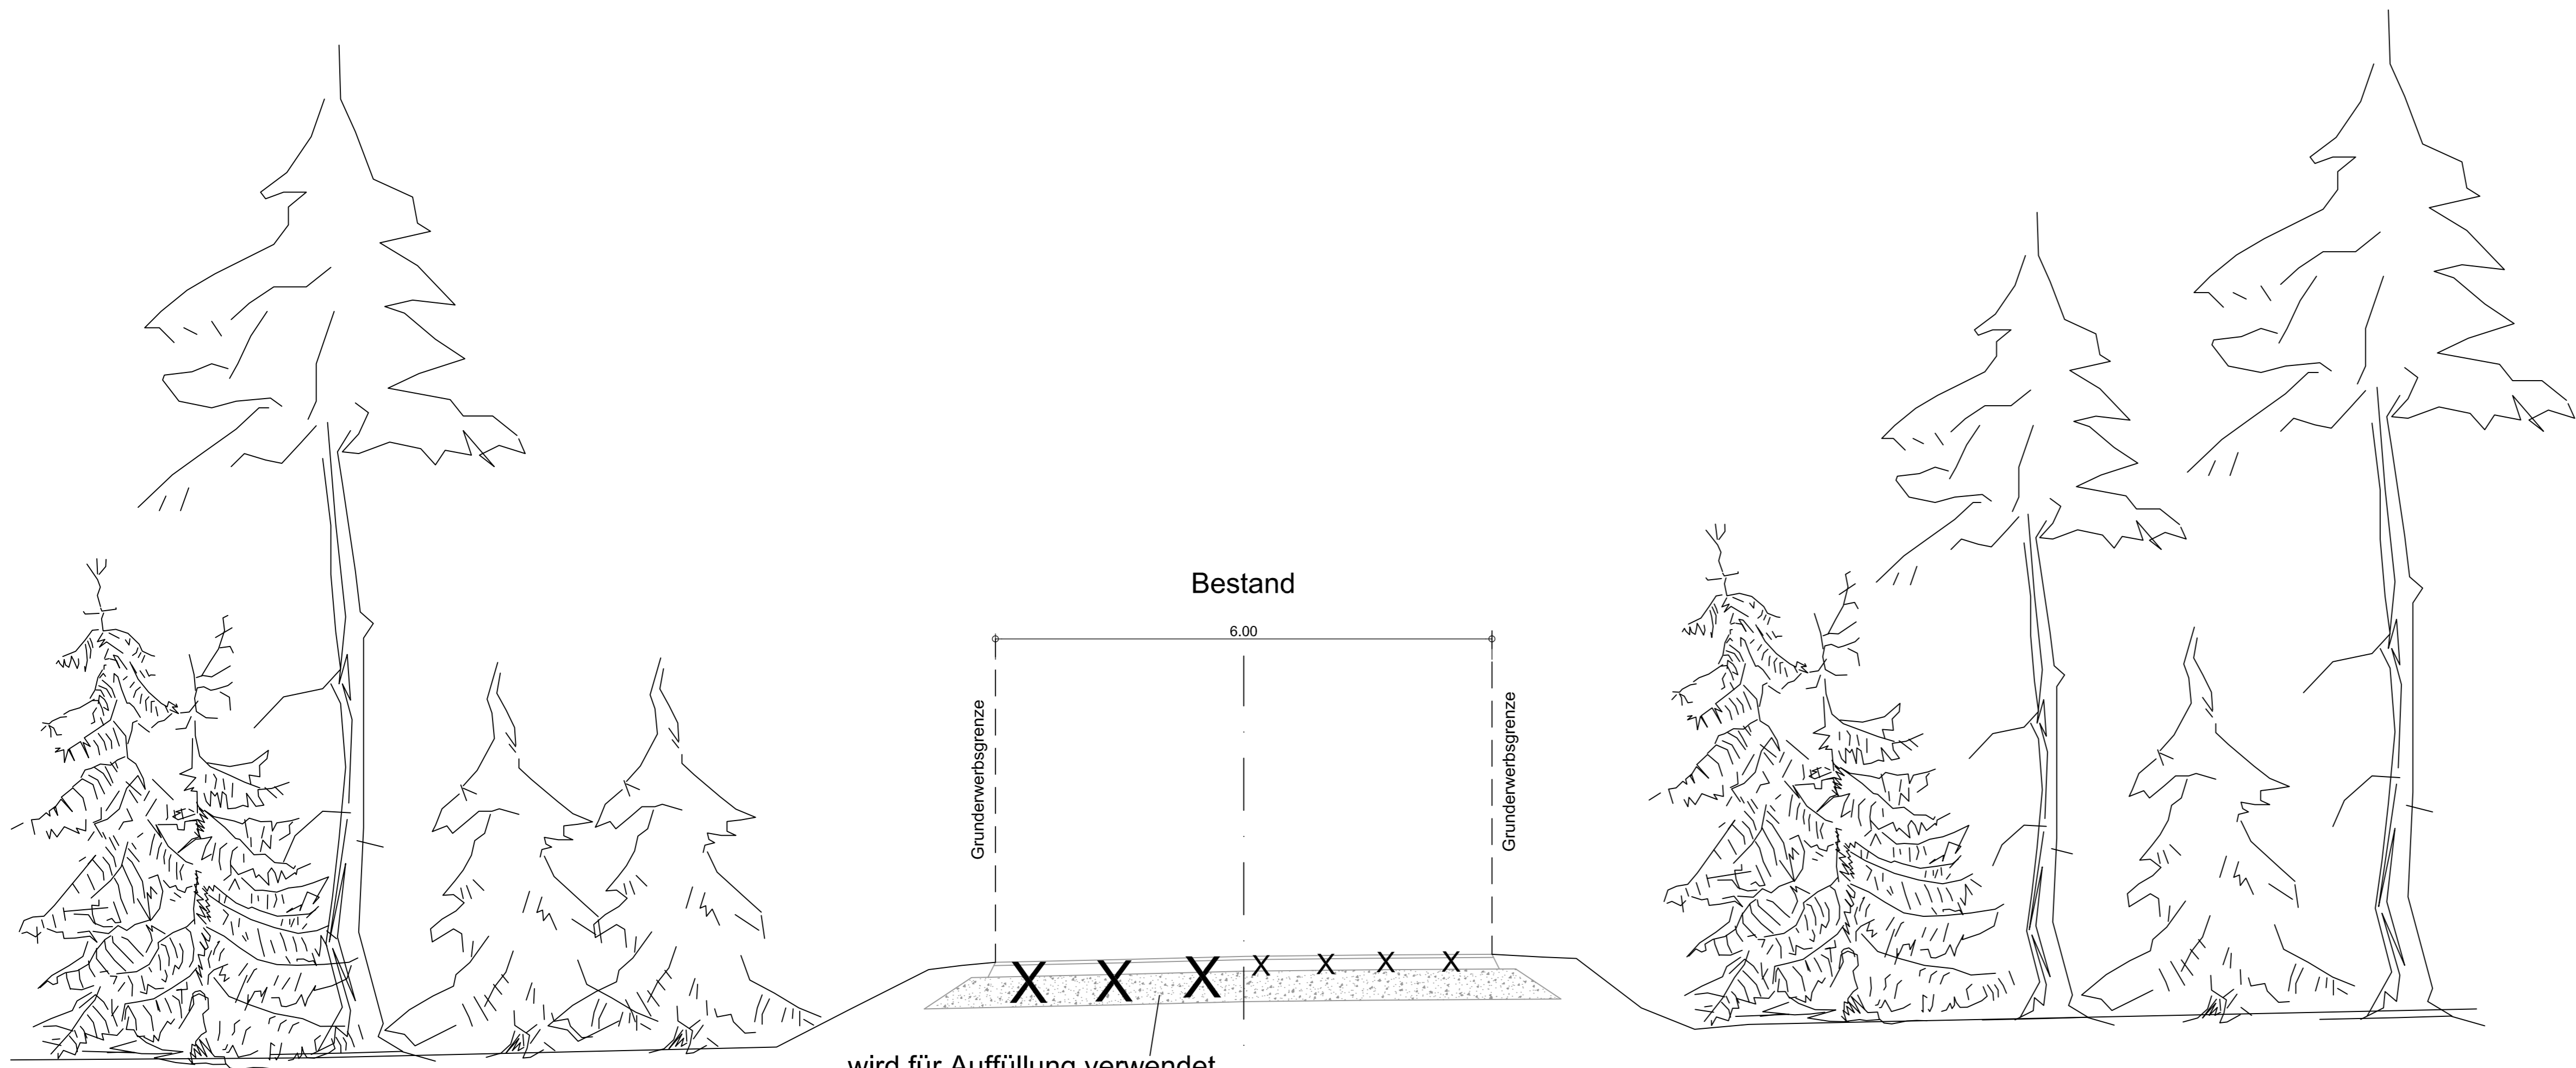 Bestand
6.00
Grunderwerbsgrenze
Grunderwerbsgrenze
X X X X X X X
wird für Auffüllung verwendet